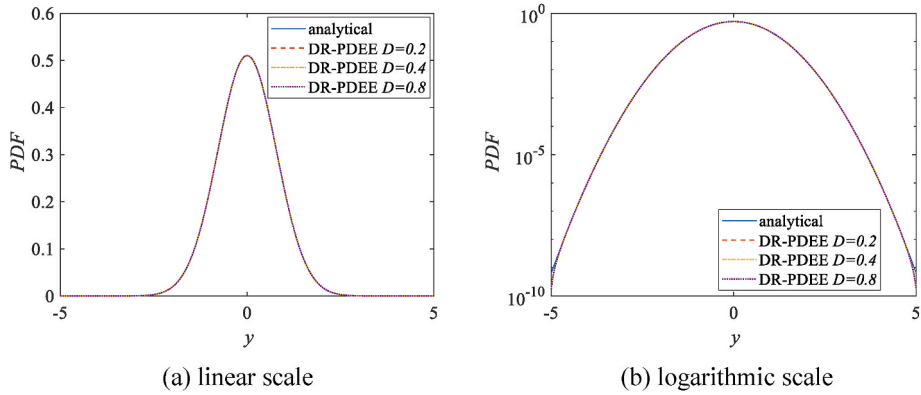 PDF
0.6
0.5
0.4
0.3
0.2
0.1
0
-5
0
5
y
analytical
DR-PDEE D=0.2
DR-PDEE D=0.4
DR-PDEE D=0.8
(a) linear scale
PDF
10^0
10^-5
10^-10
-5
0
5
y
analytical
DR-PDEE D=0.2
DR-PDEE D=0.4
DR-PDEE D=0.8
(b) logarithmic scale